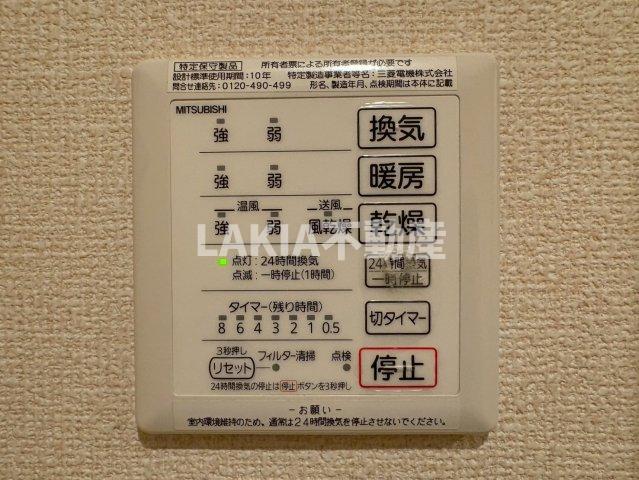 特定保守製品 所有者票による所有者登録が必要です
設計標準使用期間:10年 特定製造事業者等名:三菱電機株式会社
問合せ連絡先:0120-490-499 形名、製造年月、点検期間は本体に記載
MITSUBISHI
強 弱 換気
強 弱 暖房
温風 送風
強 弱 風乾燥 乾燥
LAKIA不動産
点灯:24時間換気 24時間換気
点滅:一時停止(1時間) 一時停止
タイマー(残り時間)
8 6 4 3 2 1 0.5 切タイマー
3秒押し
リセット フィルター清掃 点検 停止
24時間換気の停止は停止ボタンを3秒押し
-お願い-
室内環境維持のため、通常は24時間換気を停止させないでください。